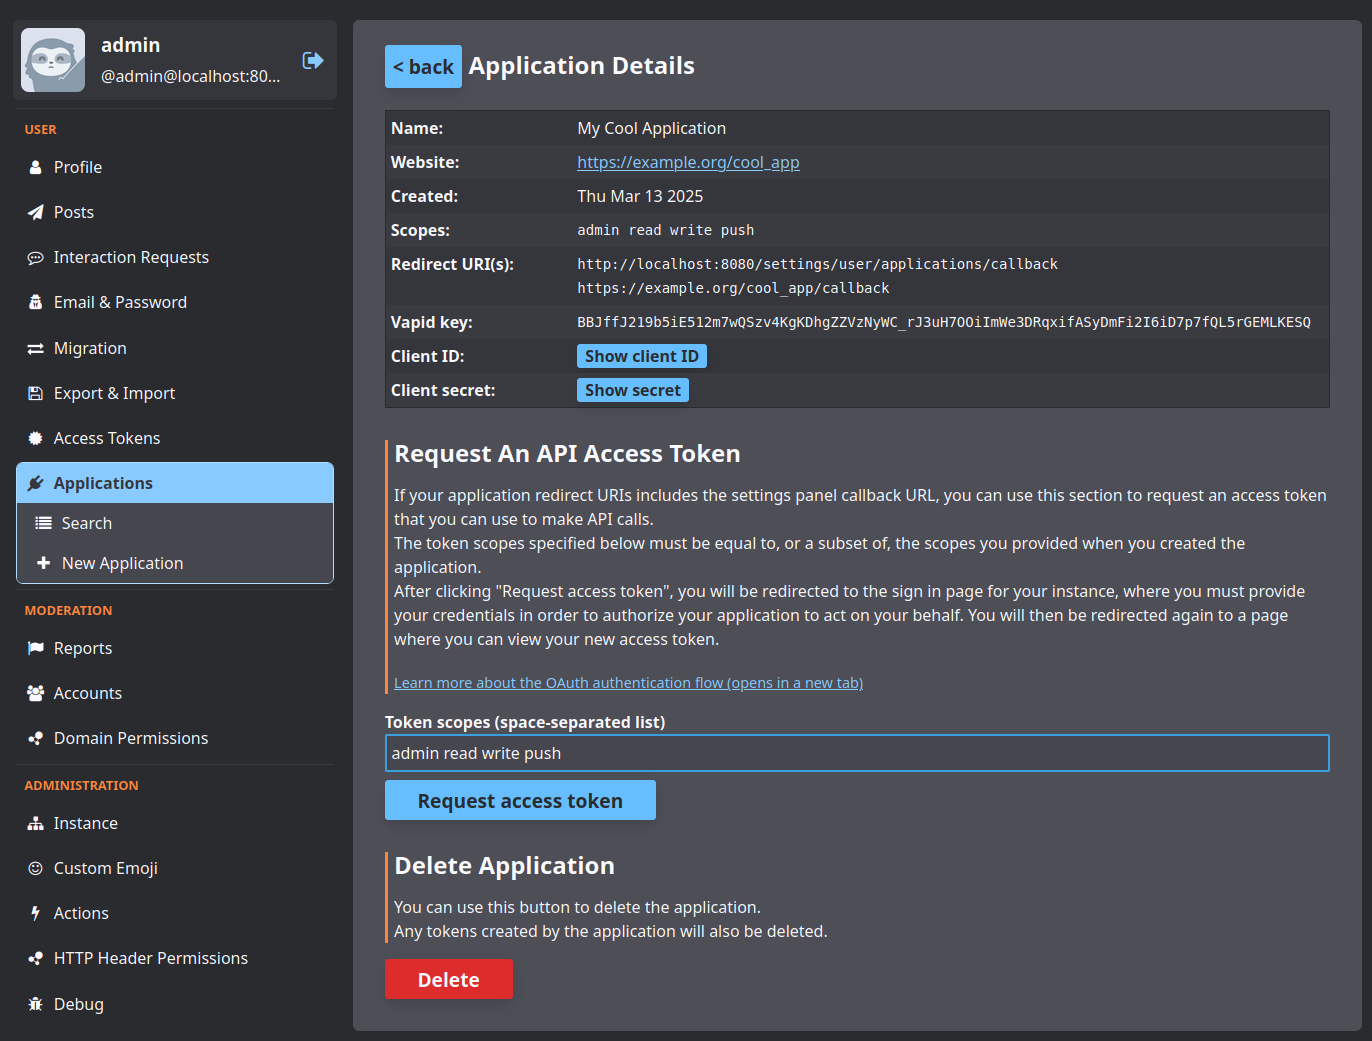 admin
@admin@localhost:80...
USER
Profile
Posts
Interaction Requests
Email & Password
Migration
Export & Import
Access Tokens
Applications
Search
New Application
MODERATION
Reports
Accounts
Domain Permissions
ADMINISTRATION
Instance
Custom Emoji
Actions
HTTP Header Permissions
Debug
< back Application Details
Name: My Cool Application
Website: https://example.org/cool_app
Created: Thu Mar 13 2025
Scopes: admin read write push
Redirect URI(s): http://localhost:8080/settings/user/applications/callback
https://example.org/cool_app/callback
Vapid key: BBJffJ219b5iE512m7wQSzv4KgKDhgZZVzNyWC_rJ3uH7OOiImWe3DRqxifASyDmFi2I6iD7p7fQL5rGEMLKESQ
Client ID: Show client ID
Client secret: Show secret
Request An API Access Token
If your application redirect URIs includes the settings panel callback URL, you can use this section to request an access token
that you can use to make API calls.
The token scopes specified below must be equal to, or a subset of, the scopes you provided when you created the
application.
After clicking "Request access token", you will be redirected to the sign in page for your instance, where you must provide
your credentials in order to authorize your application to act on your behalf. You will then be redirected again to a page
where you can view your new access token.
Learn more about the OAuth authentication flow (opens in a new tab)
Token scopes (space-separated list)
admin read write push
Request access token
Delete Application
You can use this button to delete the application.
Any tokens created by the application will also be deleted.
Delete